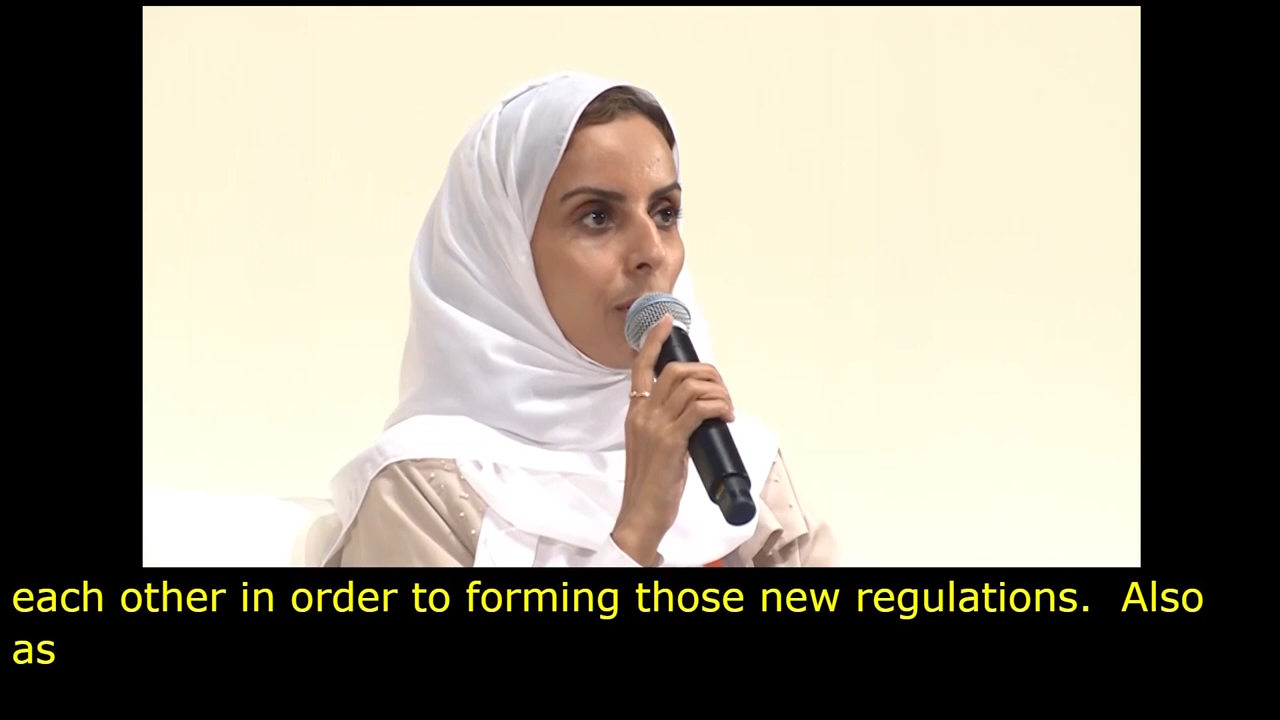 each other in order to forming those new regulations.  Also
as